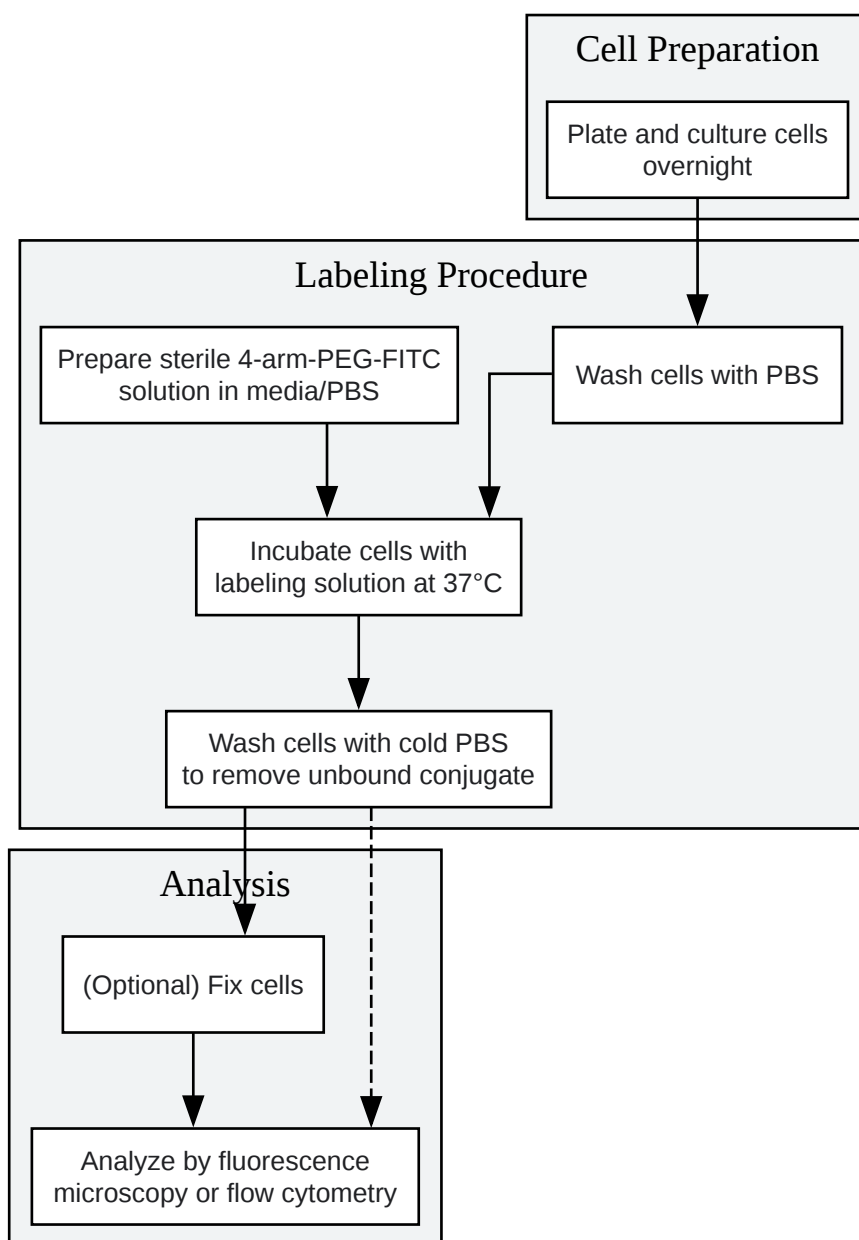 Cell Preparation
Plate and culture cells
overnight
Labeling Procedure
Prepare sterile 4-arm-PEG-FITC
solution in media/PBS
Wash cells with PBS
Incubate cells with
labeling solution at 37°C
Wash cells with cold PBS
to remove unbound conjugate
Analysis
(Optional) Fix cells
Analyze by fluorescence
microscopy or flow cytometry